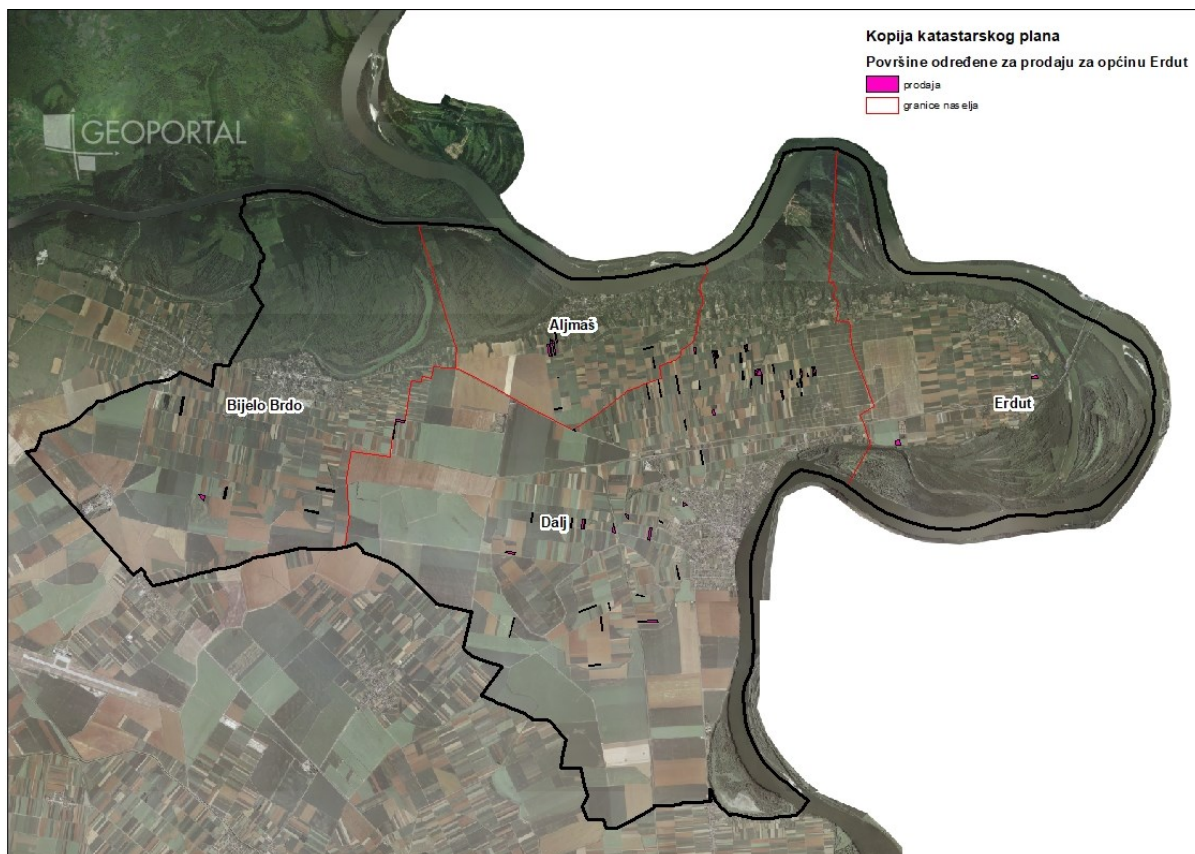 Kopija katastarskog plana
Površine određene za prodaju za općinu Erdut
prodaja
granice naselja
GEOPORTAL
Aljmaš
Bijelo Brdo
Erdut
Dalj